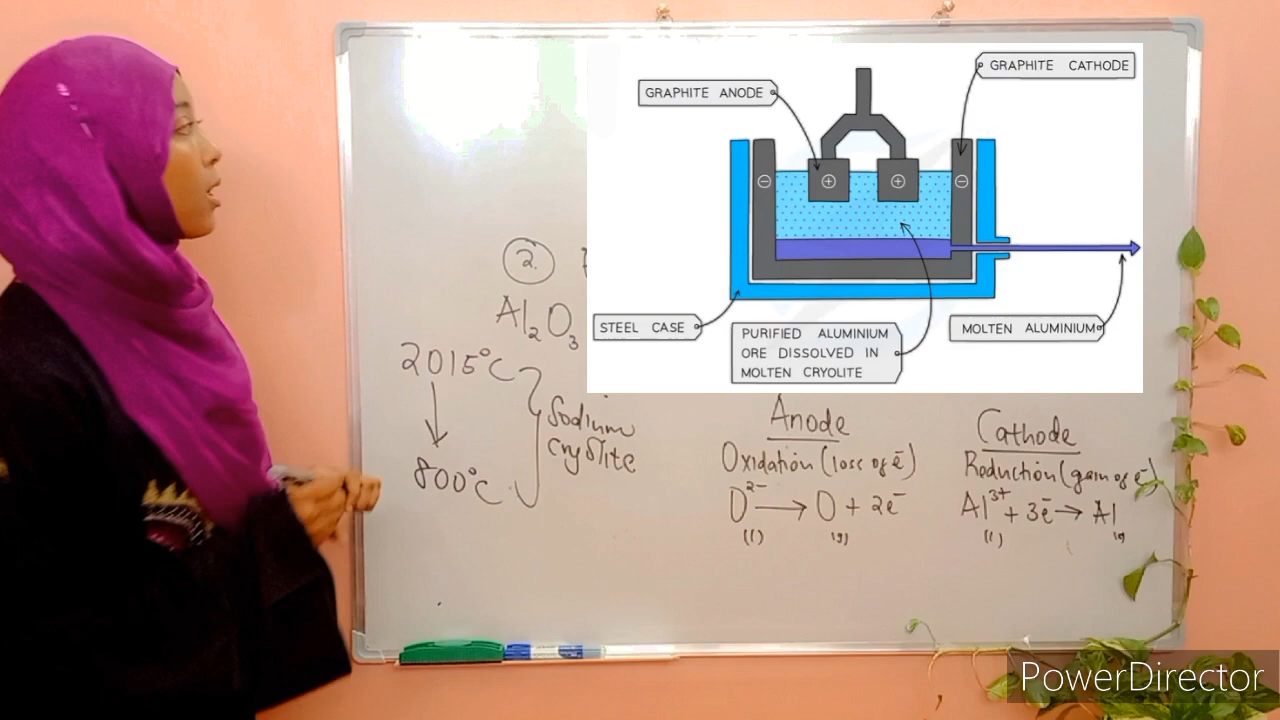 GRAPHITE ANODE
GRAPHITE CATHODE
STEEL CASE
PURIFIED ALUMINIUM
ORE DISSOLVED IN
MOLTEN CRYOLITE
MOLTEN ALUMINIUM
2.
Al₂O₃
2015°C
800°C
Sodium
cryolite
Anode
Oxidation (loss of e⁻)
O²⁻ → O + 2e⁻
(l) (g)
Cathode
Reduction (gain of e⁻)
Al³⁺ + 3e⁻ → Al
(l)
PowerDirector